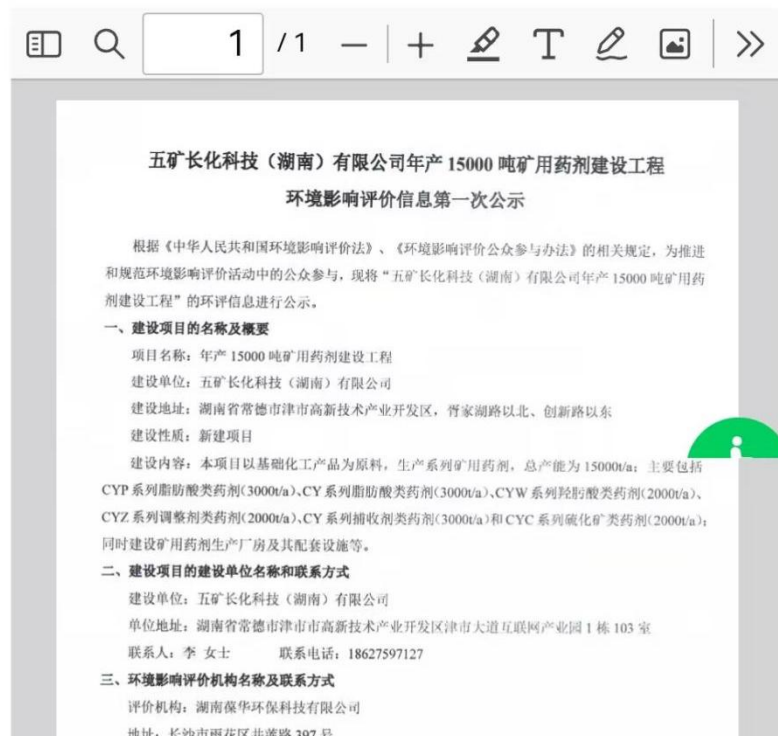 1 / 1
五矿长化科技（湖南）有限公司年产 15000 吨矿用药剂建设工程
环境影响评价信息第一次公示
根据《中华人民共和国环境影响评价法》、《环境影响评价公众参与办法》的相关规定，为推进
和规范环境影响评价活动中的公众参与，现将“五矿长化科技（湖南）有限公司年产 15000 吨矿用药
剂建设工程”的环评信息进行公示。
一、建设项目的名称及概要
项目名称：年产 15000 吨矿用药剂建设工程
建设单位：五矿长化科技（湖南）有限公司
建设地址：湖南省常德市津市高新技术产业开发区，胥家湖路以北、创新路以东
建设性质：新建项目
建设内容：本项目以基础化工产品为原料，生产系列矿用药剂，总产能为 15000t/a；主要包括
CYP 系列脂肪酸类药剂(3000t/a)、CY 系列脂肪酸类药剂(3000t/a)、CYW 系列羟肟酸类药剂(2000t/a)、
CYZ 系列调整剂类药剂(2000t/a)、CY 系列捕收剂类药剂(3000t/a)和 CYC 系列硫化矿类药剂(2000t/a)；
同时建设矿用药剂生产厂房及其配套设施等。
二、建设项目的建设单位名称和联系方式
建设单位：五矿长化科技（湖南）有限公司
单位地址：湖南省常德市津市市高新技术产业开发区津市大道互联网产业园 1 栋 103 室
联系人：李 女士 联系电话：18627597127
三、环境影响评价机构名称及联系方式
评价机构：湖南葆华环保科技有限公司
地址：长沙市雨花区井莲路 397 号